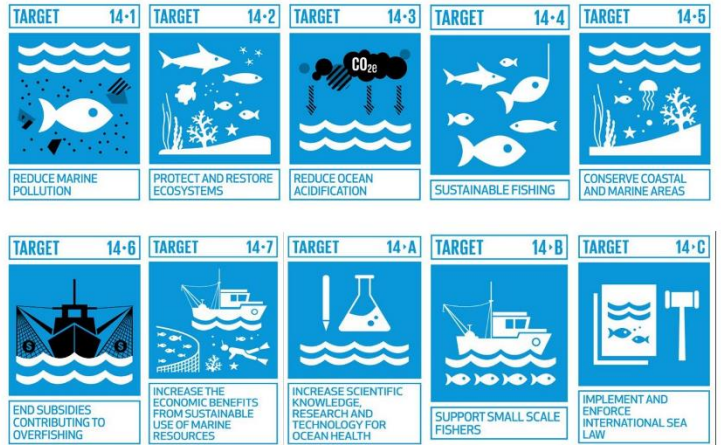 TARGET 14·1
REDUCE MARINE
POLLUTION
TARGET 14·2
PROTECT AND RESTORE
ECOSYSTEMS
TARGET 14·3
CO2e
REDUCE OCEAN
ACIDIFICATION
TARGET 14·4
SUSTAINABLE FISHING
TARGET 14·5
CONSERVE COASTAL
AND MARINE AREAS
TARGET 14·6
$ $
END SUBSIDIES
CONTRIBUTING TO
OVERFISHING
TARGET 14·7
INCREASE THE
ECONOMIC BENEFITS
FROM SUSTAINABLE
USE OF MARINE
RESOURCES
TARGET 14·A
INCREASE SCIENTIFIC
KNOWLEDGE,
RESEARCH AND
TECHNOLOGY FOR
OCEAN HEALTH
TARGET 14·B
SUPPORT SMALL SCALE
FISHERS
TARGET 14·C
IMPLEMENT AND
ENFORCE
INTERNATIONAL SEA
LAW